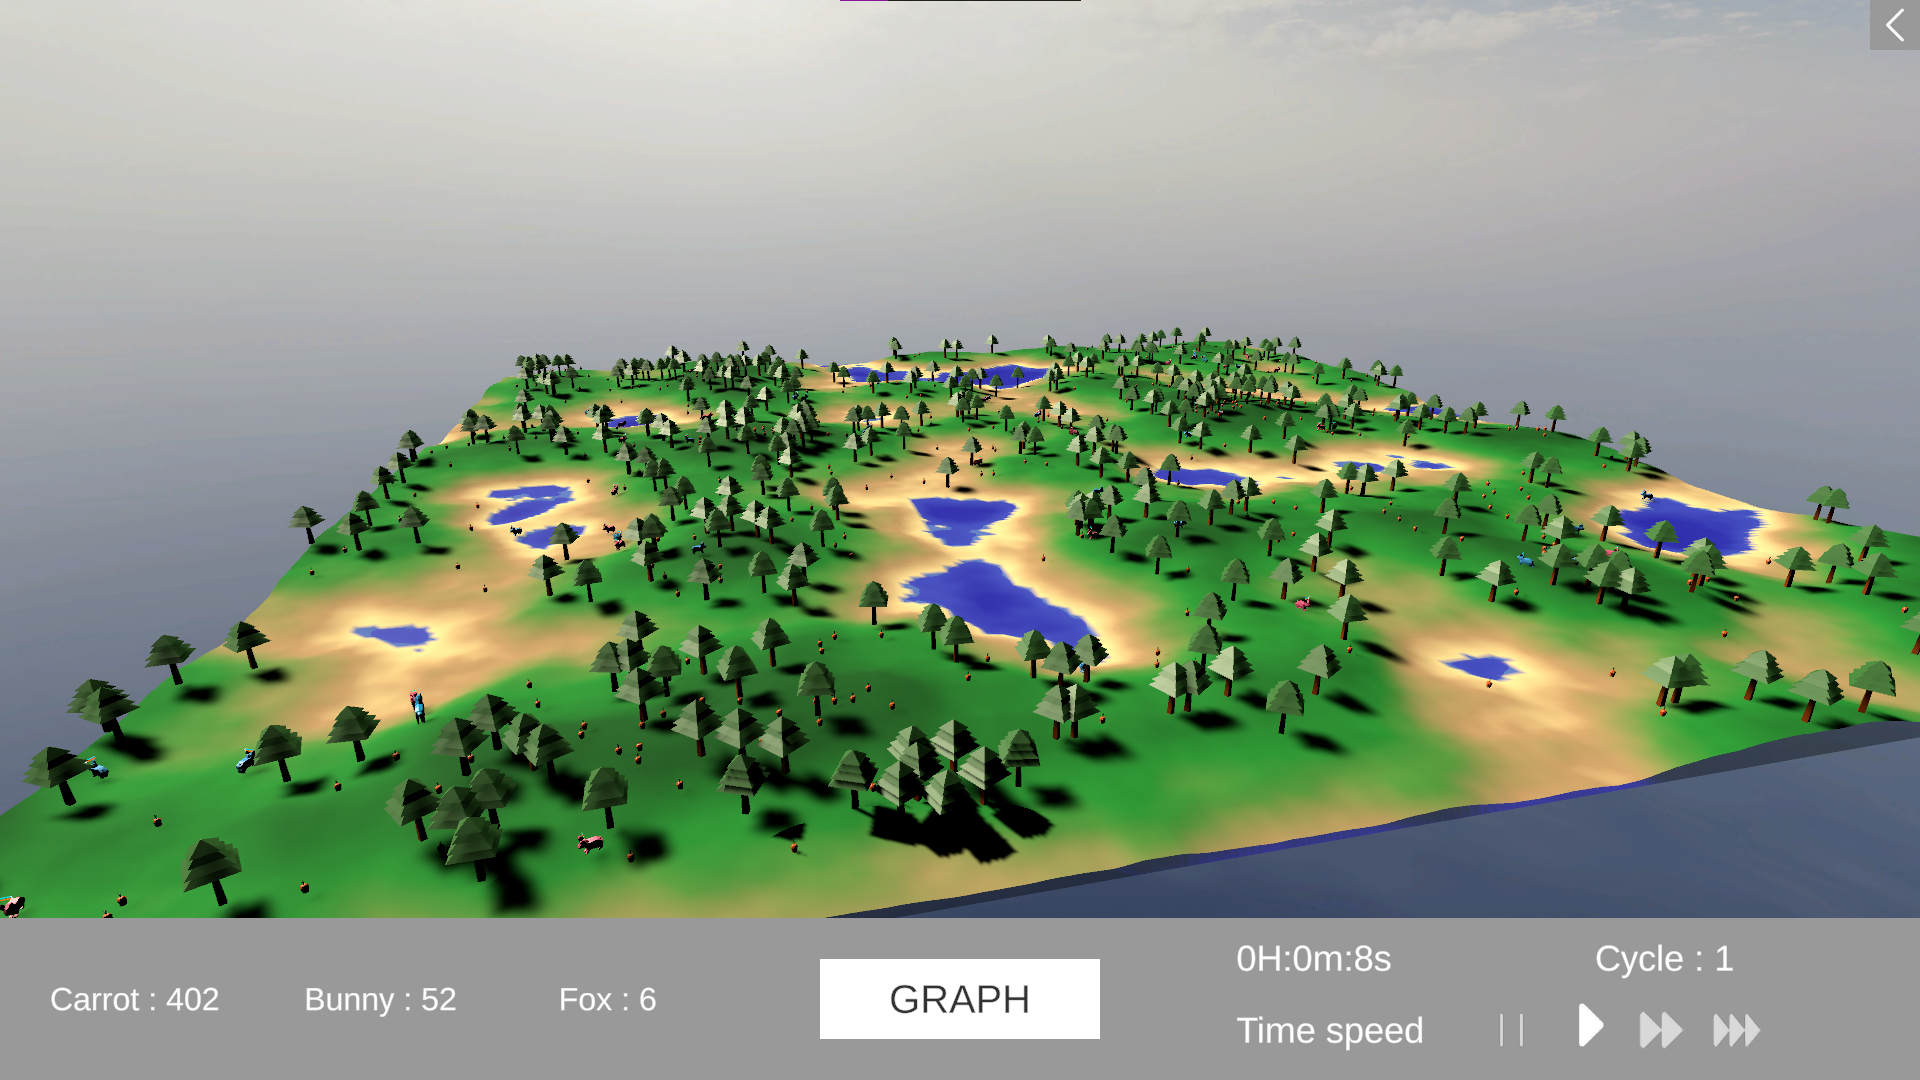 Carrot : 402
Bunny : 52
Fox : 6
GRAPH
0H:0m:8s
Cycle : 1
Time speed